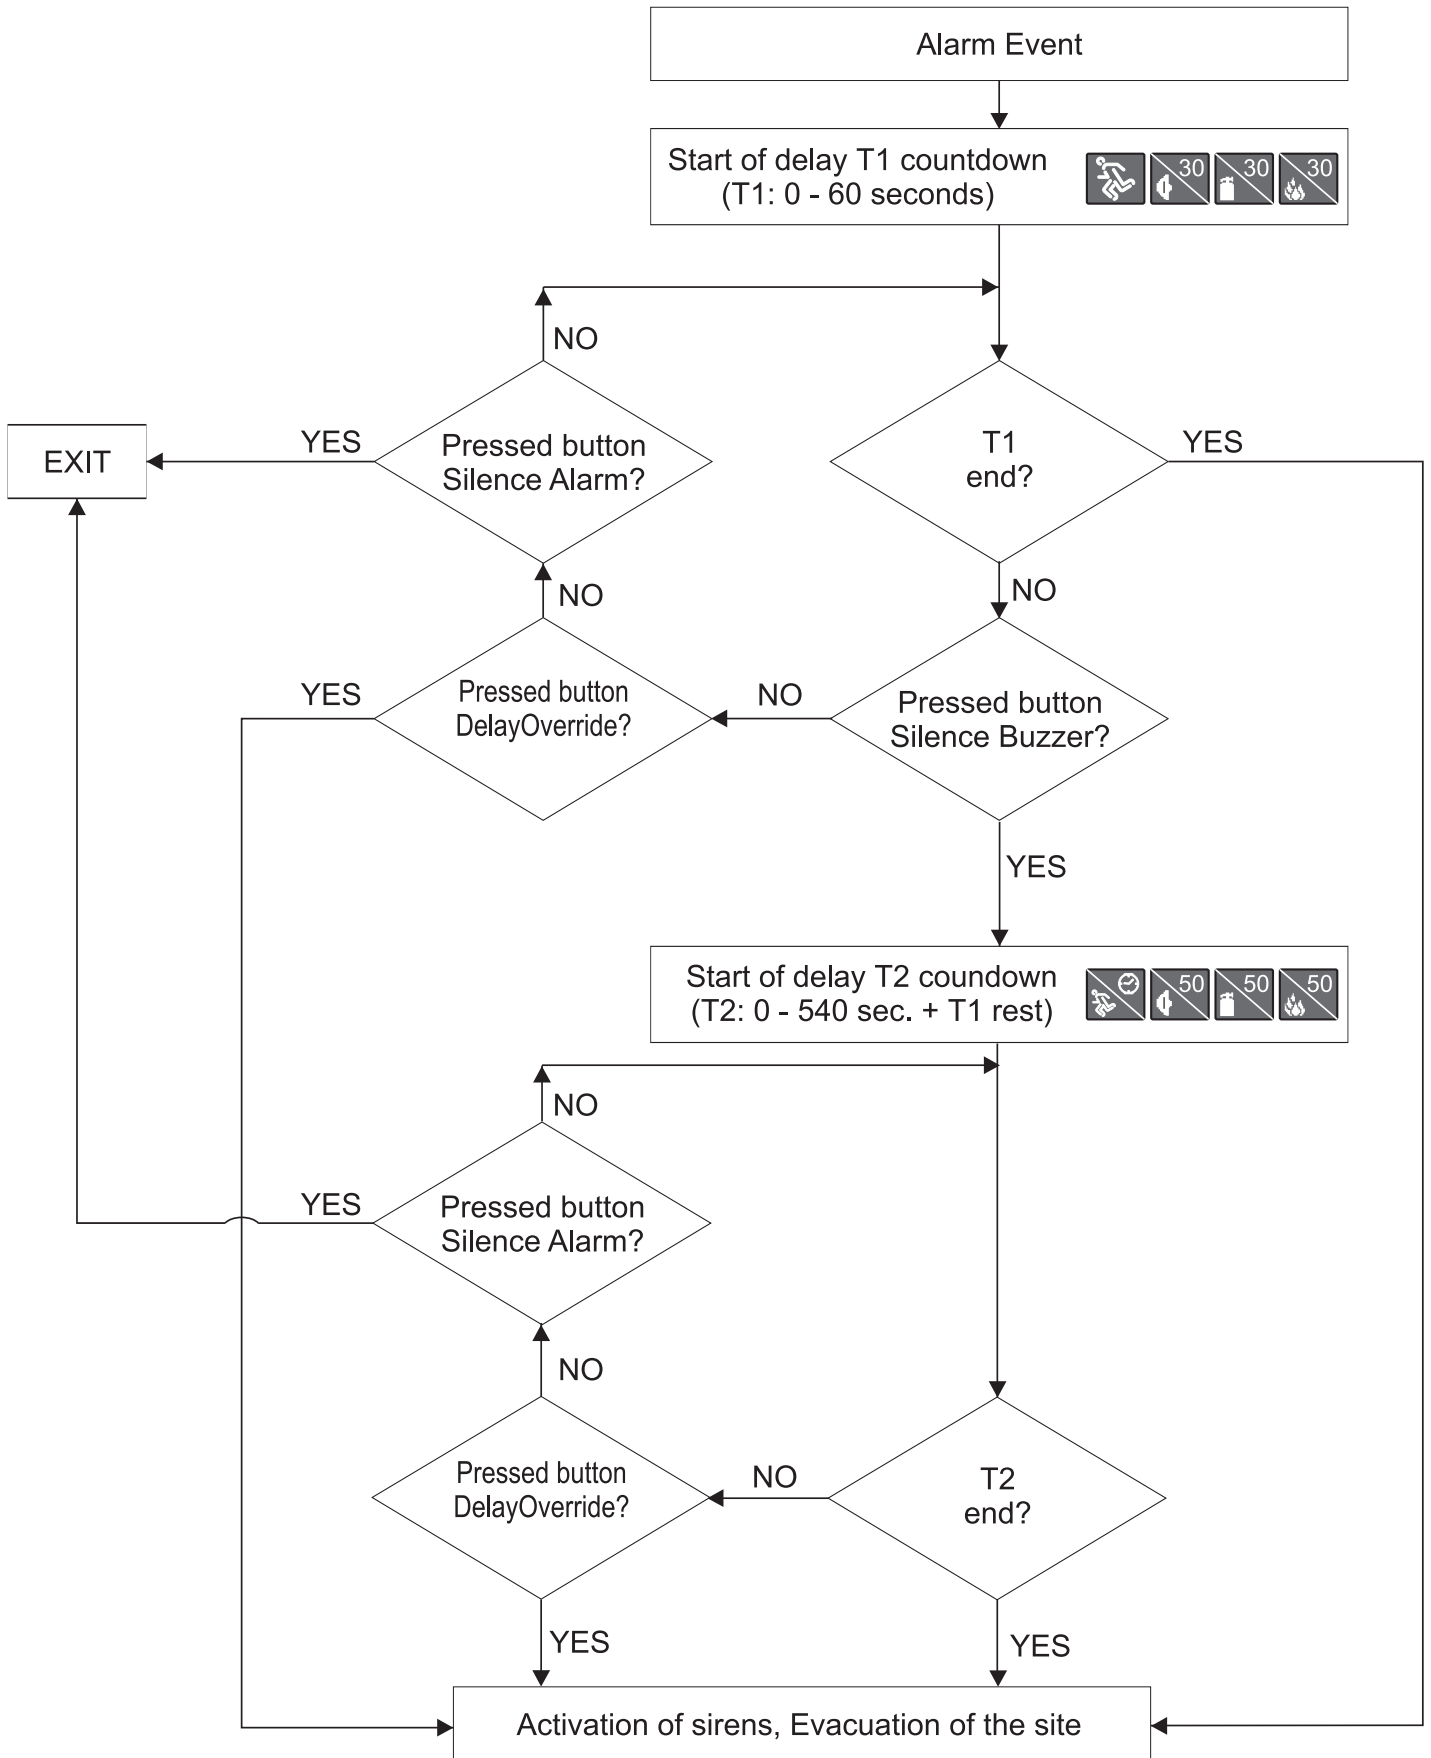 Alarm Event
Start of delay T1 countdown
(T1: 0 - 60 seconds)
30
30
30
NO
Pressed button
Silence Alarm?
YES
EXIT
T1
end?
YES
NO
NO
Pressed button
DelayOverride?
YES
NO
Pressed button
Silence Buzzer?
YES
Start of delay T2 coundown
(T2: 0 - 540 sec. + T1 rest)
50
50
50
NO
YES
Pressed button
Silence Alarm?
NO
Pressed button
DelayOverride?
NO
T2
end?
YES
YES
Activation of sirens, Evacuation of the site